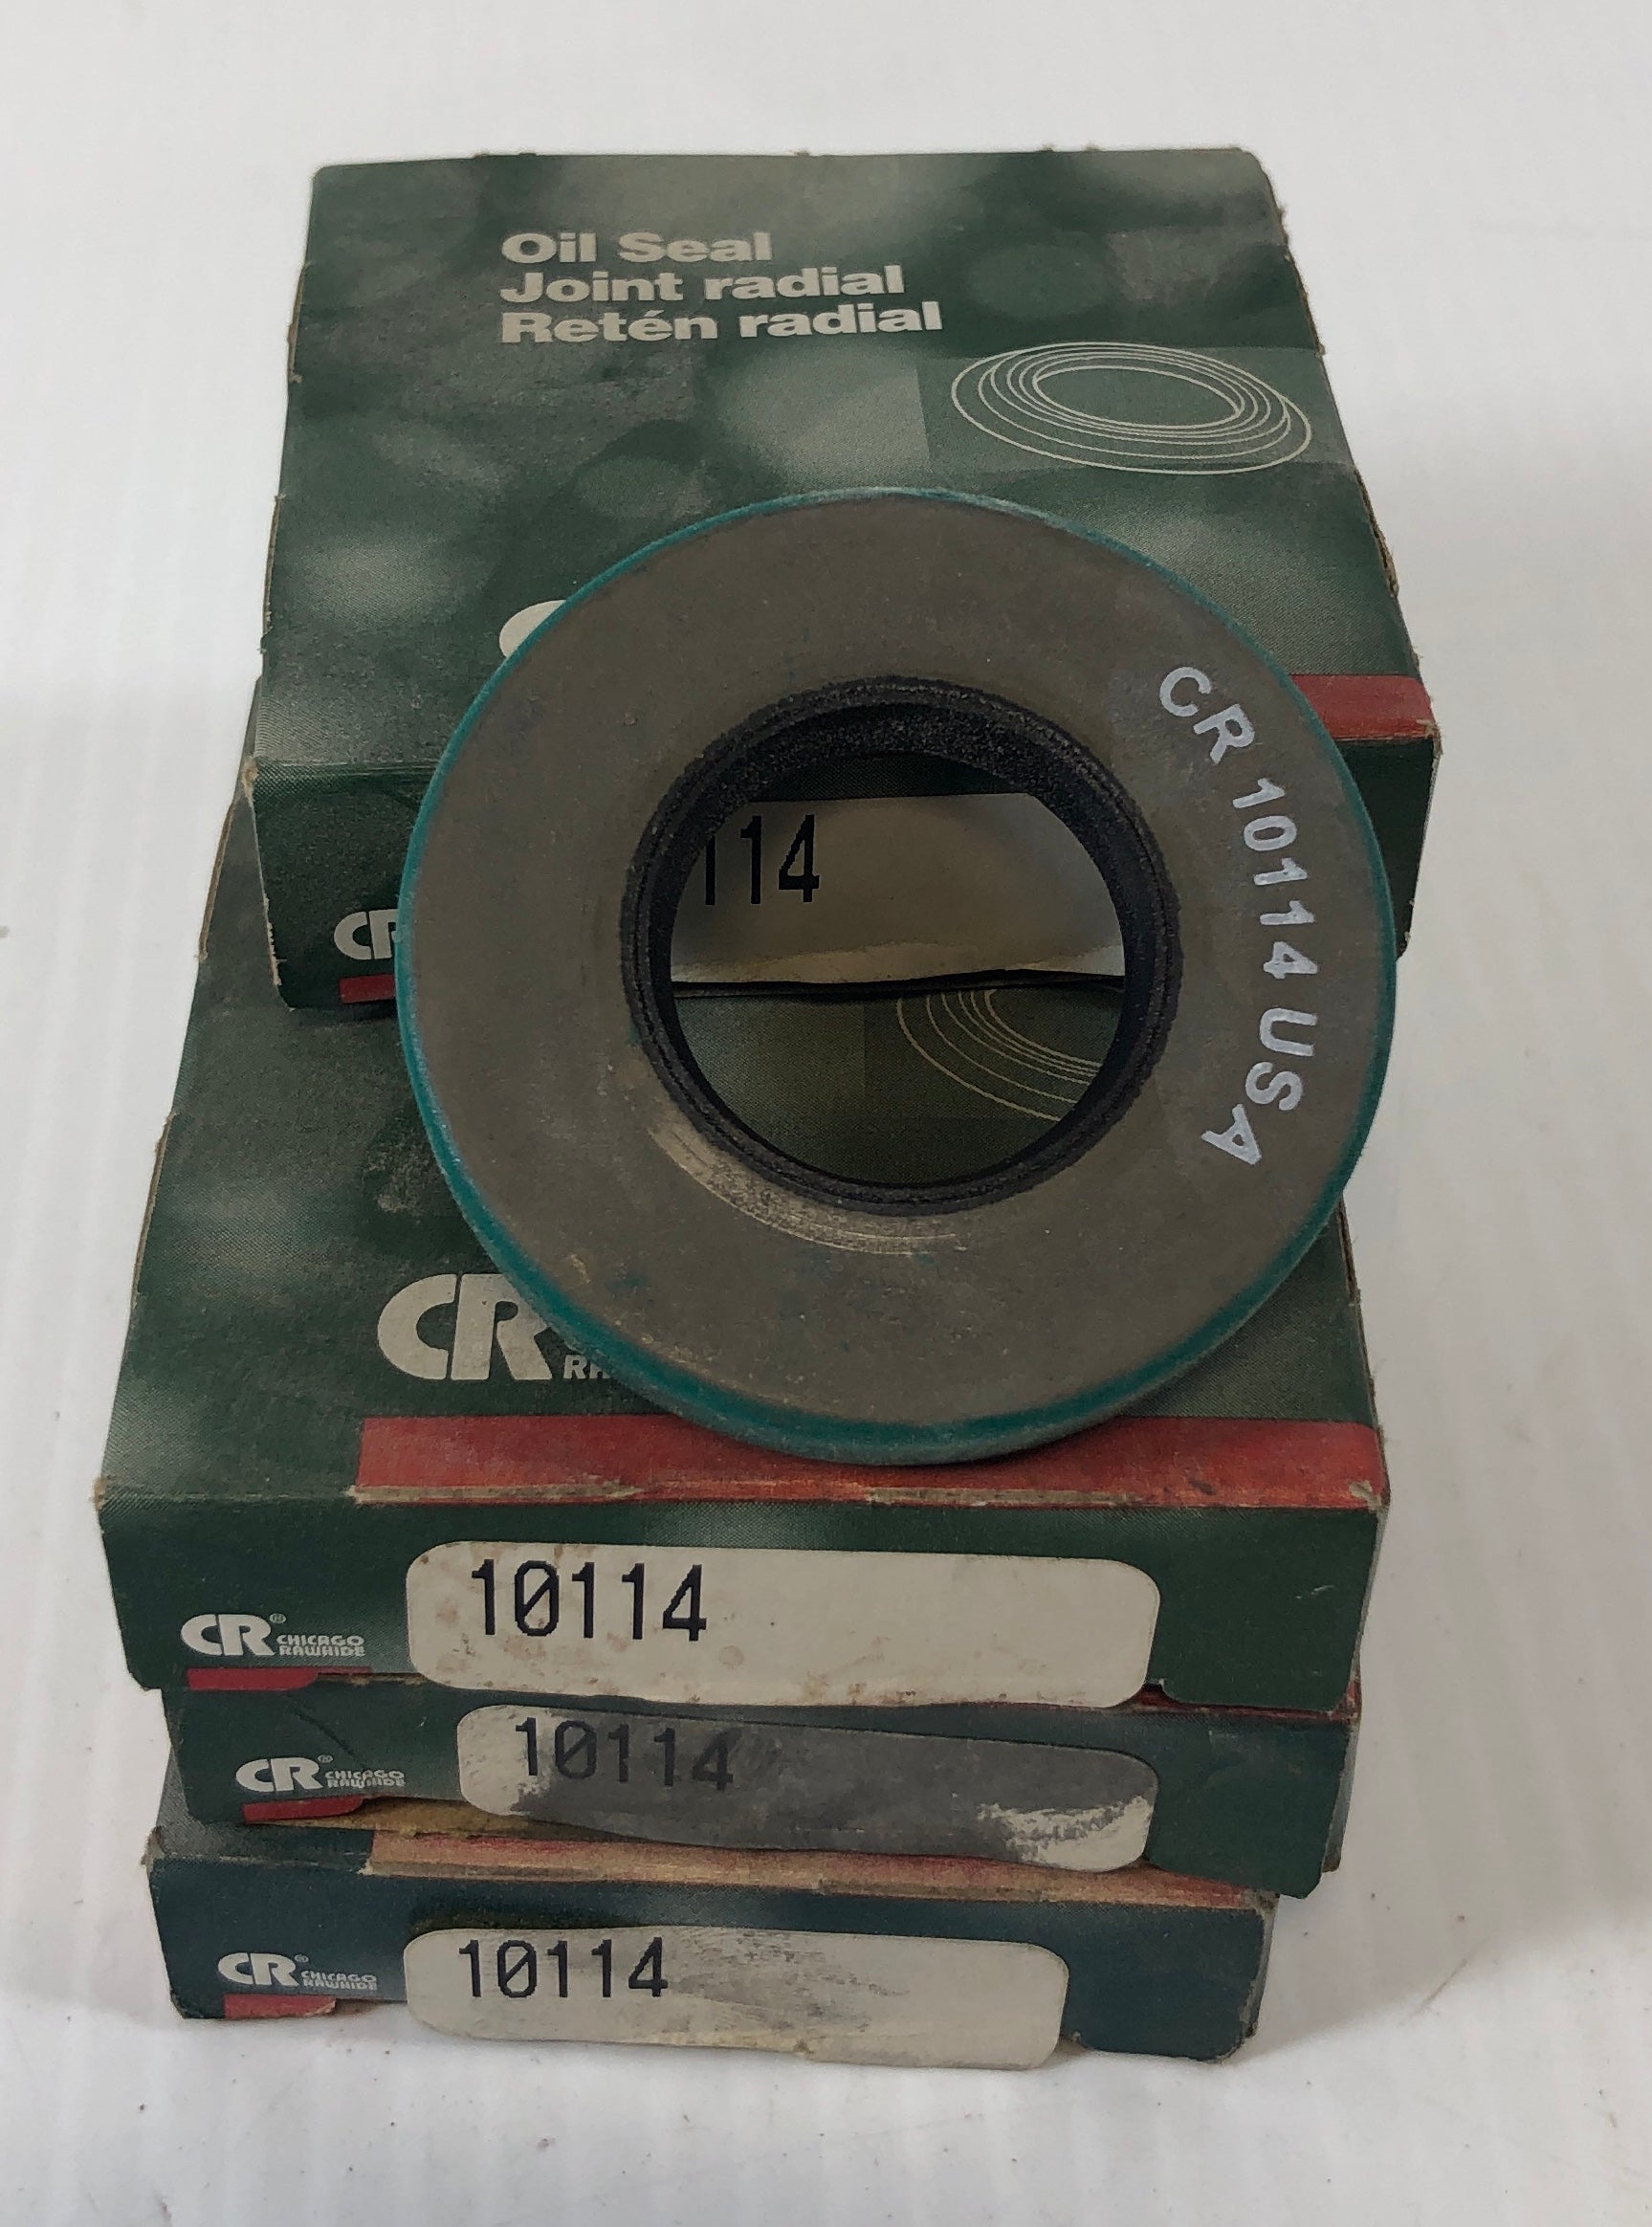 Oil Seal
Joint radial
Retén radial
CR 10114 USA
114
CR
CR
10114
CR® CHICAGO
RAWHIDE
10114
CR® CHICAGO
RAWHIDE
10114
CR® CHICAGO
RAWHIDE